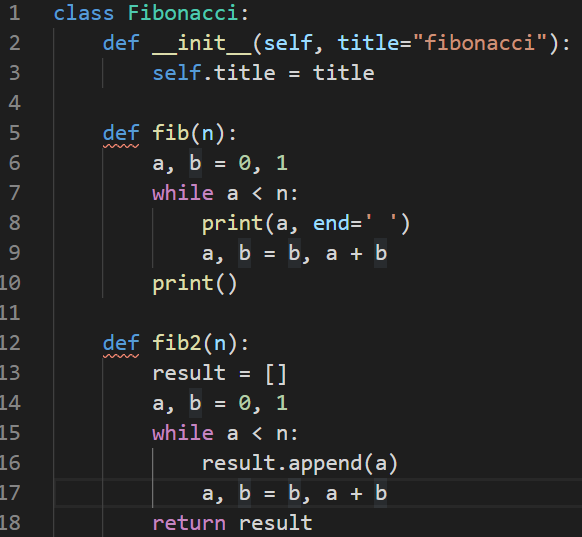 1 class Fibonacci:
2     def __init__(self, title="fibonacci"):
3         self.title = title
4
5     def fib(n):
6         a, b = 0, 1
7         while a < n:
8             print(a, end=' ')
9             a, b = b, a + b
10         print()
11
12     def fib2(n):
13         result = []
14         a, b = 0, 1
15         while a < n:
16             result.append(a)
17             a, b = b, a + b
18         return result